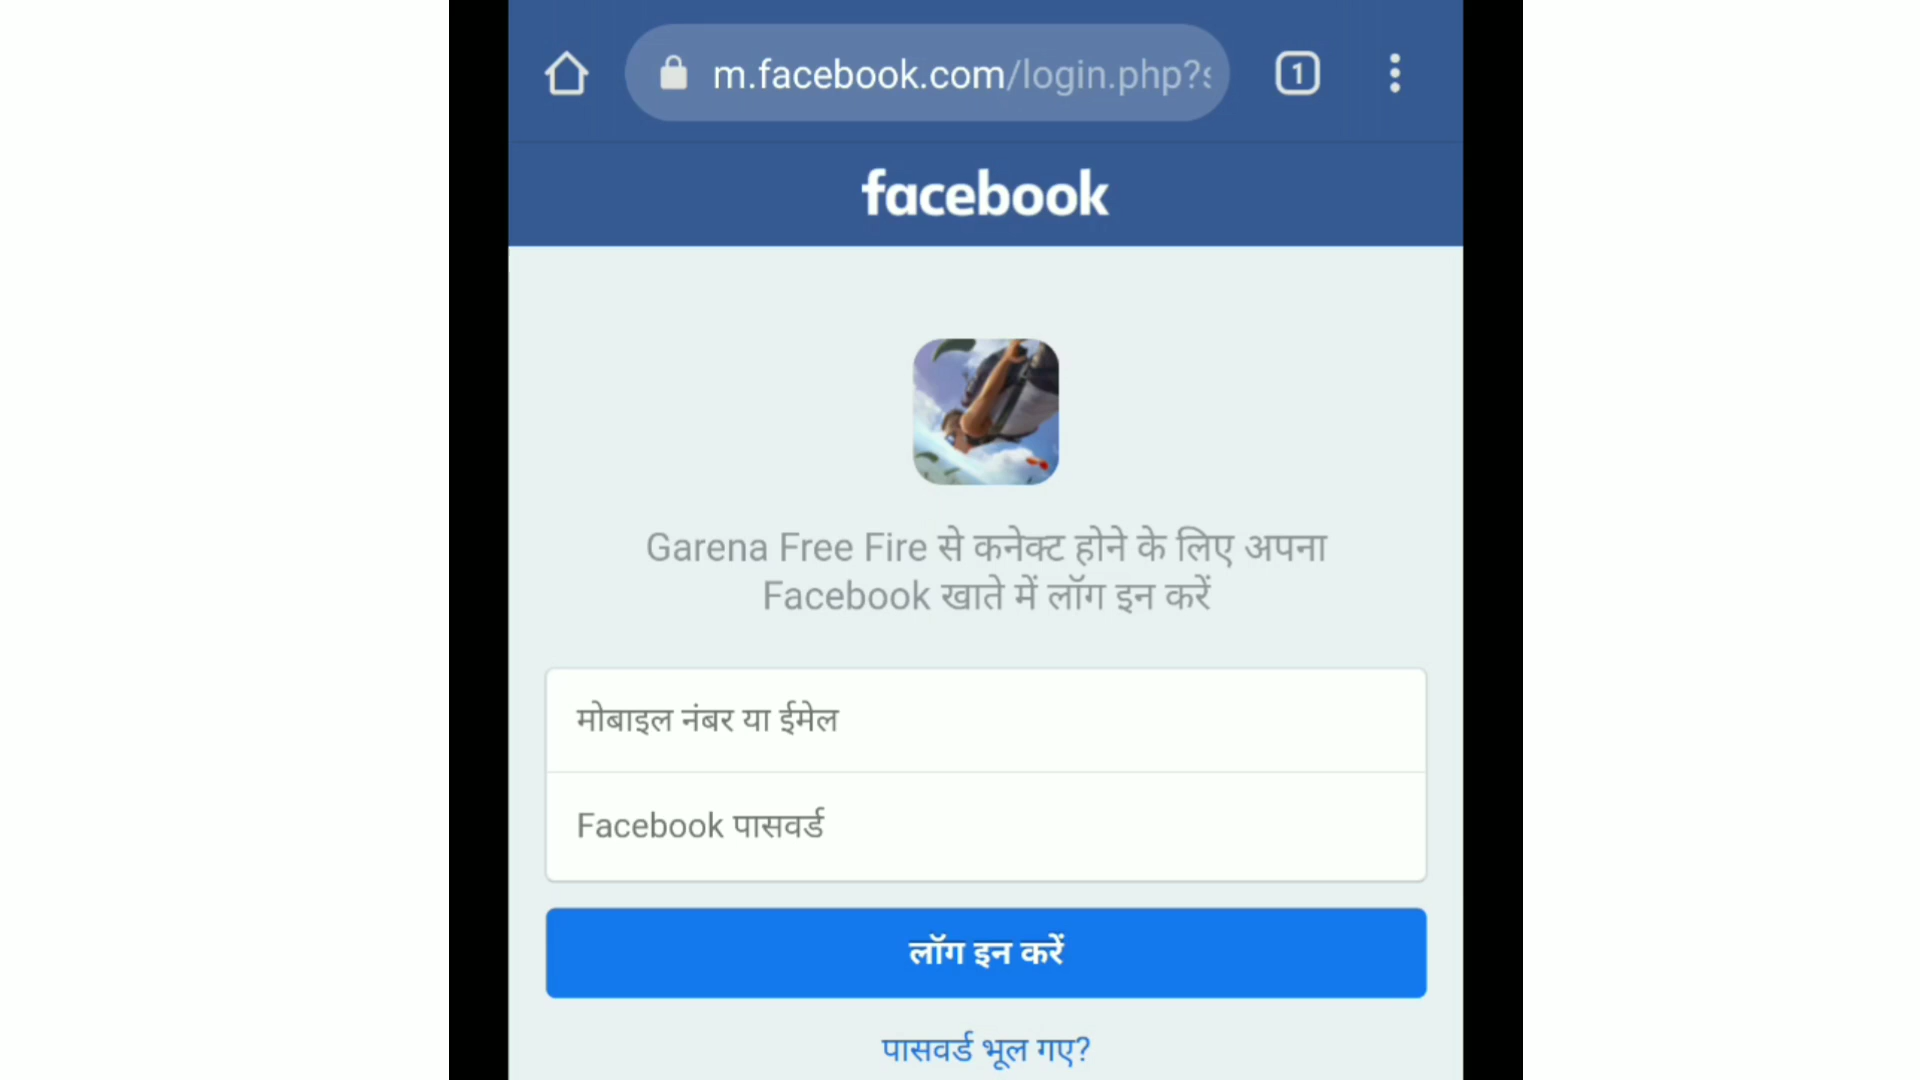 m.facebook.com/login.php?s
1
facebook
Garena Free Fire से कनेक्ट होने के लिए अपना
Facebook खाते में लॉग इन करें
मोबाइल नंबर या ईमेल
Facebook पासवर्ड
लॉग इन करें
पासवर्ड भूल गए?